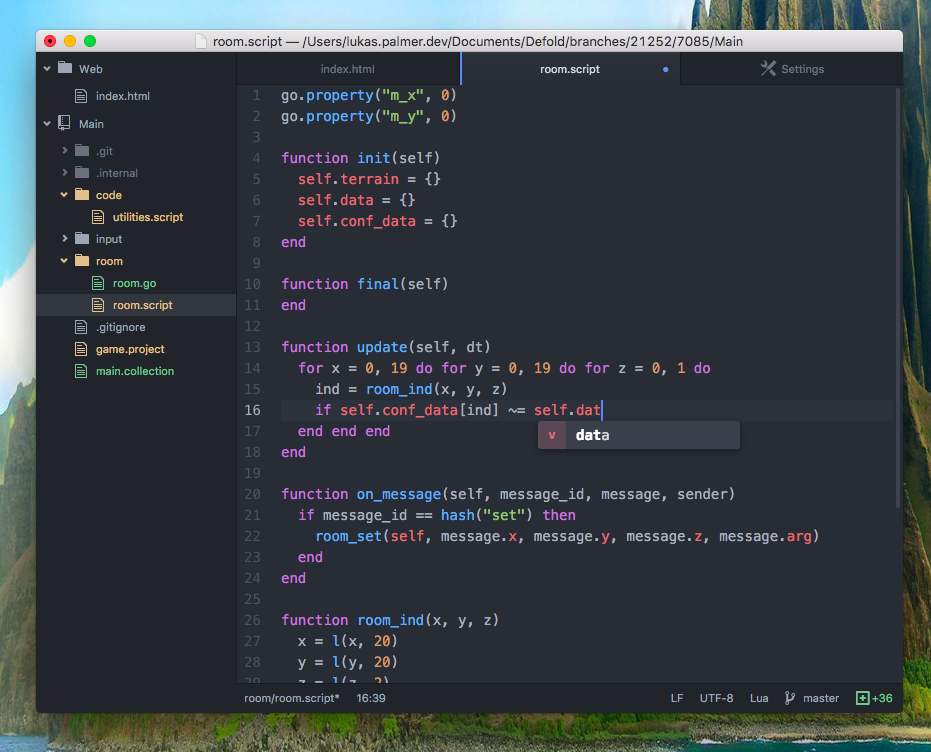 room.script — /Users/lukas.palmer.dev/Documents/Defold/branches/21252/7085/Main
Web
index.html
Main
.git
.internal
code
utilities.script
input
room
room.go
room.script
.gitignore
game.project
main.collection
index.html
room.script
Settings
1 go.property("m_x", 0)
2 go.property("m_y", 0)
3
4 function init(self)
5 self.terrain = {}
6 self.data = {}
7 self.conf_data = {}
8 end
9
10 function final(self)
11 end
12
13 function update(self, dt)
14 for x = 0, 19 do for y = 0, 19 do for z = 0, 1 do
15 ind = room_ind(x, y, z)
16 if self.conf_data[ind] ~= self.dat
v data
17 end end end
18 end
19
20 function on_message(self, message_id, message, sender)
21 if message_id == hash("set") then
22 room_set(self, message.x, message.y, message.z, message.arg)
23 end
24 end
25
26 function room_ind(x, y, z)
27 x = l(x, 20)
28 y = l(y, 20)
29 z = l(z, 2)
room/room.script* 16:39
LF UTF-8 Lua master +36